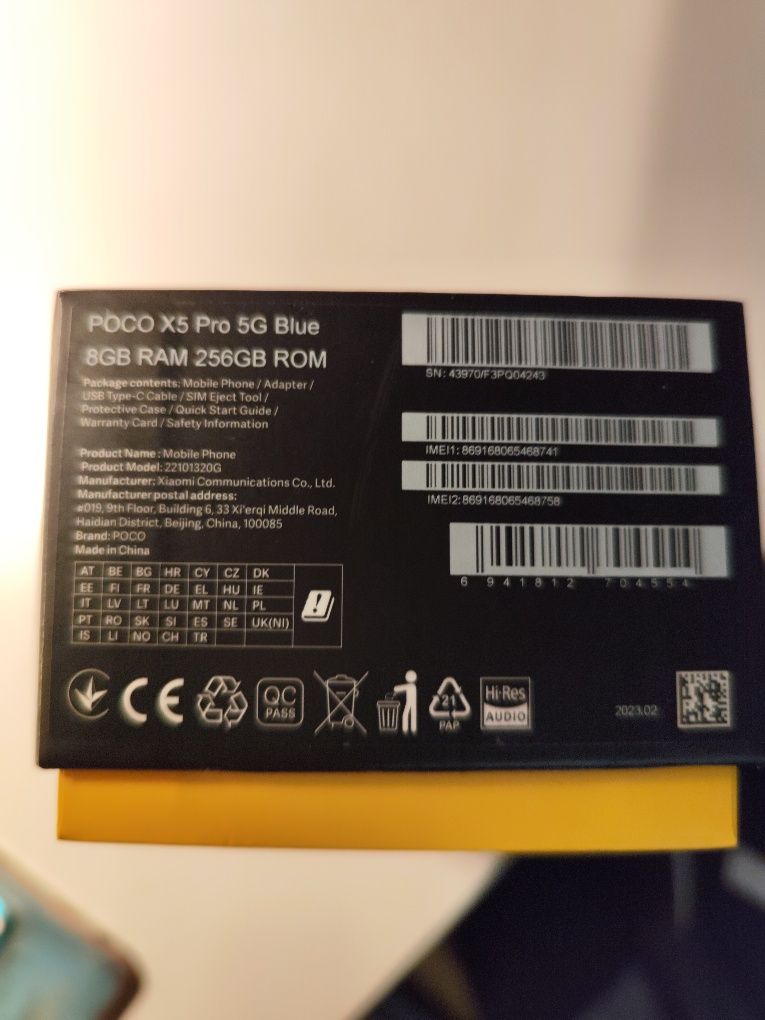 POCO X5 Pro 5G Blue
8GB RAM 256GB ROM
Package contents: Mobile Phone / Adapter /
USB Type-C Cable / SIM Eject Tool /
Protective Case / Quick Start Guide /
Warranty Card / Safety Information
Product Name: Mobile Phone
Product Model: 22101320G
Manufacturer: Xiaomi Communications Co., Ltd.
Manufacturer postal address:
#019, 9th Floor, Building 6, 33 Xi'erqi Middle Road,
Haidian District, Beijing, China, 100085
Brand: POCO
Made in China
AT BE BG HR CY CZ DK
EE FI FR DE EL HU IE
IT LV LT LU MT NL PL
PT RO SK SI ES SE UK(NI)
IS LI NO CH TR
SN: 43970/F3PQ04243
IMEI1: 869168065468741
IMEI2: 869168065468758
6 941812 704554
CE
QC
PASS
21
PAP
Hi-Res
AUDIO
2023.02